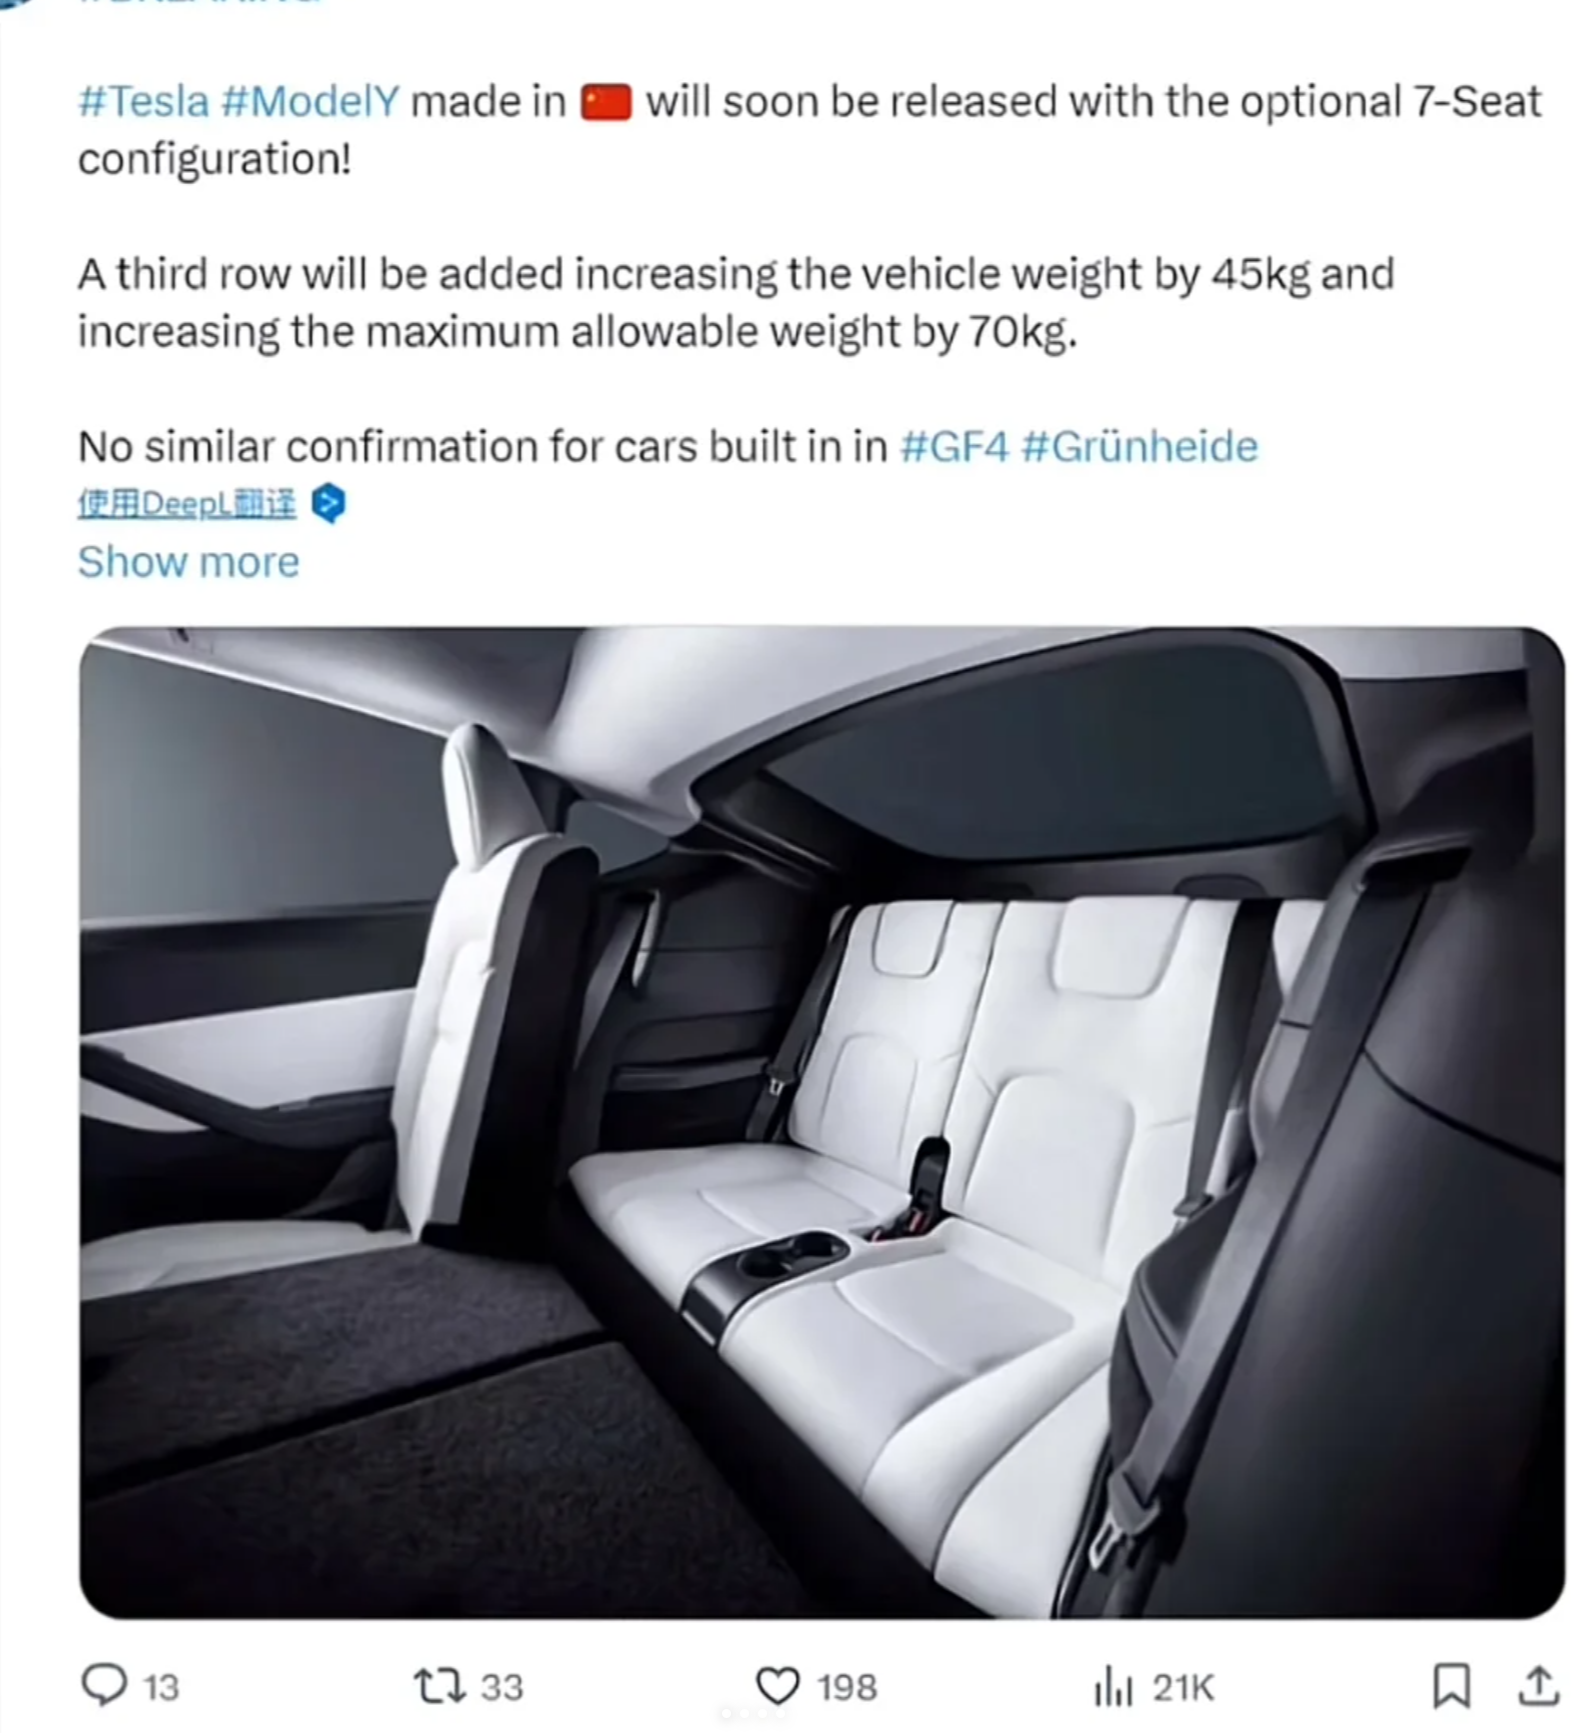 #Tesla #ModelY made in 🇨🇳 will soon be released with the optional 7-Seat
configuration!
A third row will be added increasing the vehicle weight by 45kg and
increasing the maximum allowable weight by 70kg.
No similar confirmation for cars built in in #GF4 #Grünheide
使用DeepL翻译
Show more
13 33 198 21K